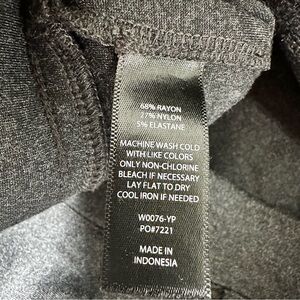 68% RAYON
27% NYLON
5% ELASTANE
MACHINE WASH COLD
WITH LIKE COLORS
ONLY NON-CHLORINE
BLEACH IF NECESSARY
LAY FLAT TO DRY
COOL IRON IF NEEDED
W0076-YP
PO#7221
MADE IN
INDONESIA